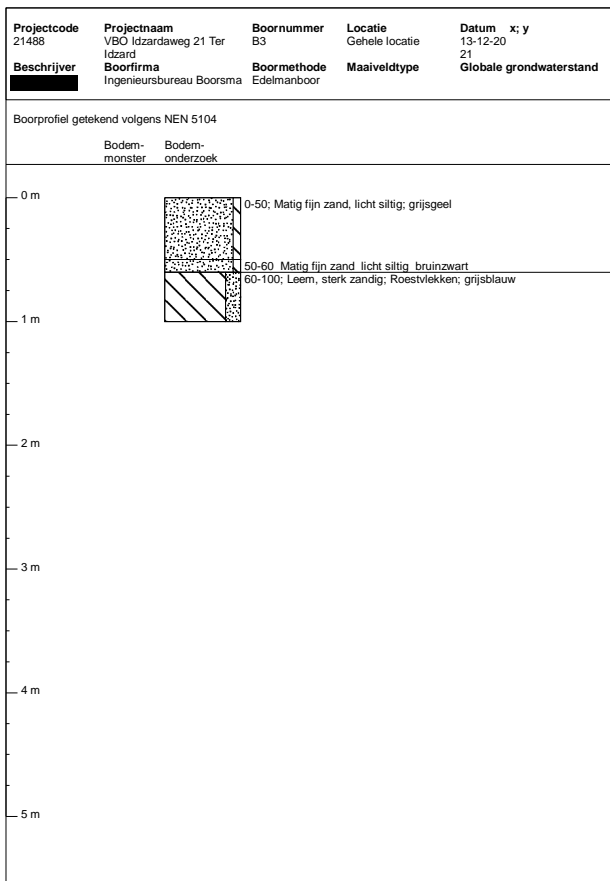 Projectcode Projectnaam Boornummer Locatie Datum x; y
21488 VBO Idzardaweg 21 Ter B3 Gehele locatie 13-12-20
Idzard 21
Beschrijver Boorfirma Boormethode Maaiveldtype Globale grondwaterstand
Ingenieursbureau Boorsma Edelmanboor
Boorprofiel getekend volgens NEN 5104
Bodem- Bodem-
monster onderzoek
0 m
0-50; Matig fijn zand, licht siltig; grijsgeel
50-60 Matig fijn zand licht siltig bruinzwart
60-100; Leem, sterk zandig; Roestvlekken; grijsblauw
1 m
2 m
3 m
4 m
5 m